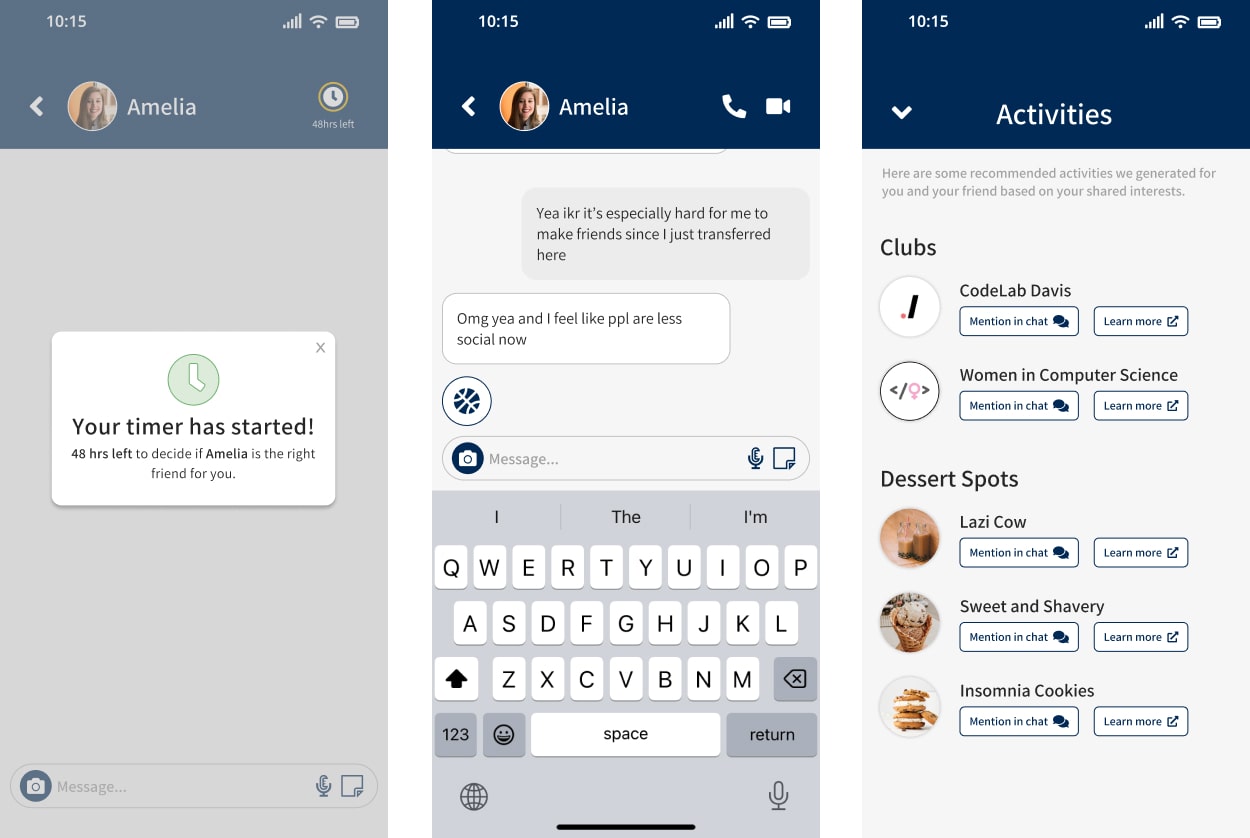 10:15
Amelia
48hrs left
X
Your timer has started!
48 hrs left to decide if Amelia is the right
friend for you.
Message...
10:15
Amelia
Yea ikr it’s especially hard for me to
make friends since I just transferred
here
Omg yea and I feel like ppl are less
social now
Message...
I The I'm
Q W E R T Y U I O P
A S D F G H J K L
Z X C V B N M
123 space return
10:15
Activities
Here are some recommended activities we generated for
you and your friend based on your shared interests.
Clubs
CodeLab Davis
Mention in chat Learn more
Women in Computer Science
Mention in chat Learn more
Dessert Spots
Lazi Cow
Mention in chat Learn more
Sweet and Shavery
Mention in chat Learn more
Insomnia Cookies
Mention in chat Learn more